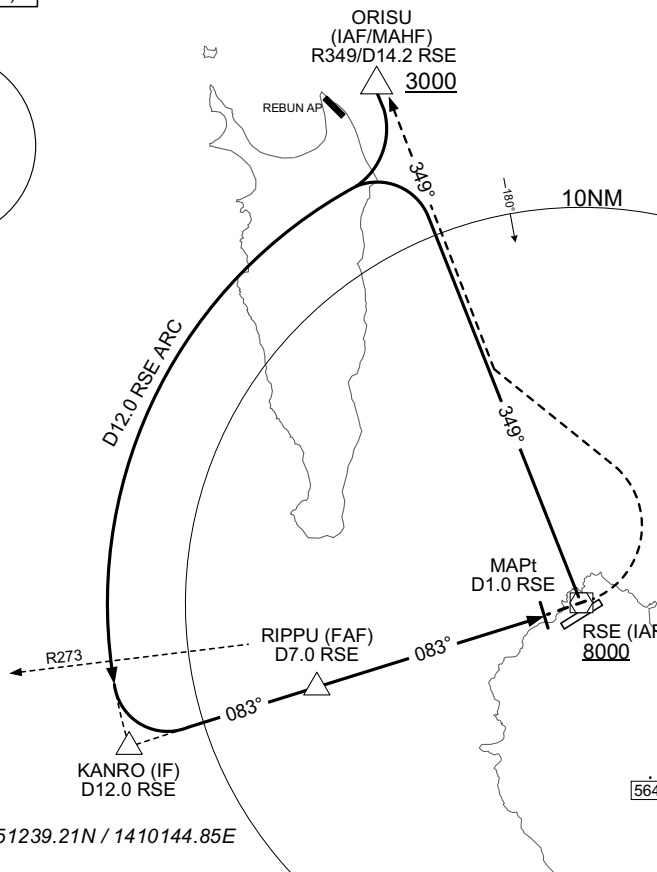 ORISU
(IAF/MAHF)
R349/D14.2 RSE
3000
REBUN AP
349°
180°
10NM
D12.0 RSE ARC
349°
MAPt
D1.0 RSE
RSE (IAF
8000
RIPPU (FAF)
D7.0 RSE
R273
083°
083°
KANRO (IF)
D12.0 RSE
564
51239.21N / 1410144.85E